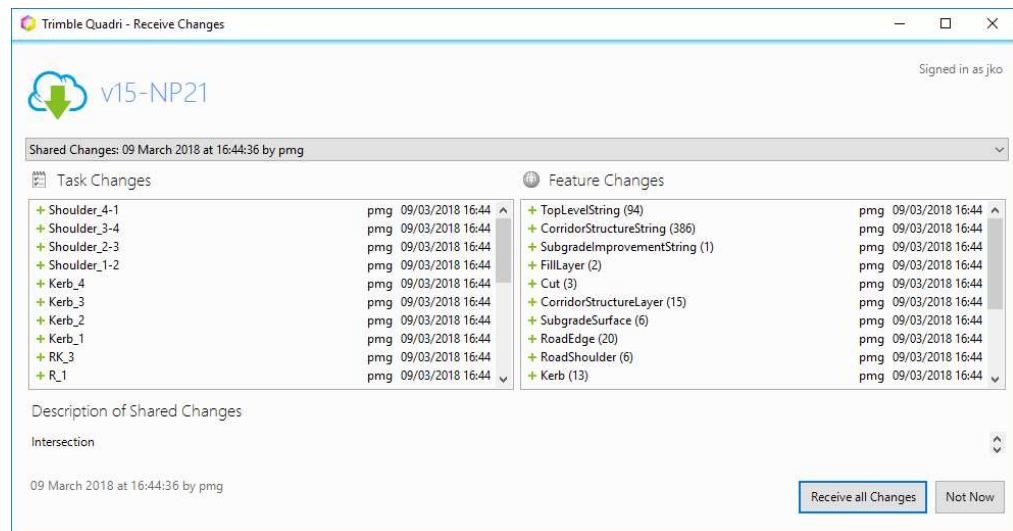 Trimble Quadri - Receive Changes
Signed in as jko
v15-NP21
Shared Changes: 09 March 2018 at 16:44:36 by pmg
Task Changes
Shoulder_4-1 pmg 09/03/2018 16:44
Shoulder_3-4 pmg 09/03/2018 16:44
Shoulder_2-3 pmg 09/03/2018 16:44
Shoulder_1-2 pmg 09/03/2018 16:44
Kerb_4 pmg 09/03/2018 16:44
Kerb_3 pmg 09/03/2018 16:44
Kerb_2 pmg 09/03/2018 16:44
Kerb_1 pmg 09/03/2018 16:44
RK_3 pmg 09/03/2018 16:44
R_1 pmg 09/03/2018 16:44
Feature Changes
TopLevelString (94) pmg 09/03/2018 16:44
CorridorStructureString (386) pmg 09/03/2018 16:44
SubgradeImprovementString (1) pmg 09/03/2018 16:44
FillLayer (2) pmg 09/03/2018 16:44
Cut (3) pmg 09/03/2018 16:44
CorridorStructureLayer (15) pmg 09/03/2018 16:44
SubgradeSurface (6) pmg 09/03/2018 16:44
RoadEdge (20) pmg 09/03/2018 16:44
RoadShoulder (6) pmg 09/03/2018 16:44
Kerb (13) pmg 09/03/2018 16:44
Description of Shared Changes
Intersection
09 March 2018 at 16:44:36 by pmg
Receive all Changes
Not Now